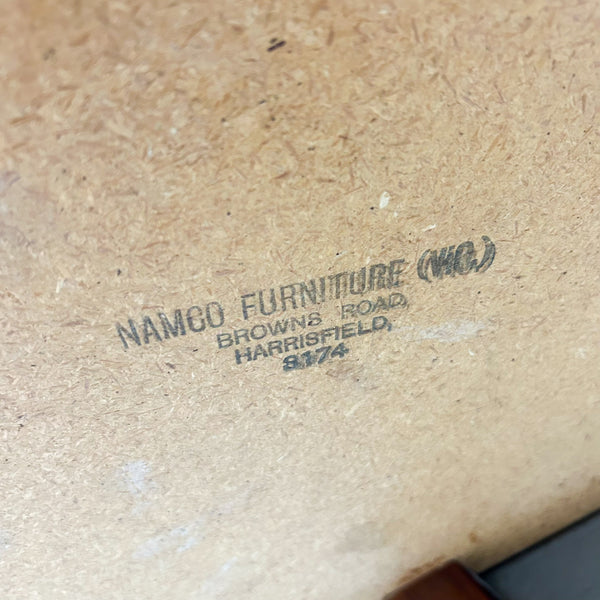 NAMCO FURNITURE (VIC.)
BROWNS ROAD,
HARRISFIELD,
3174